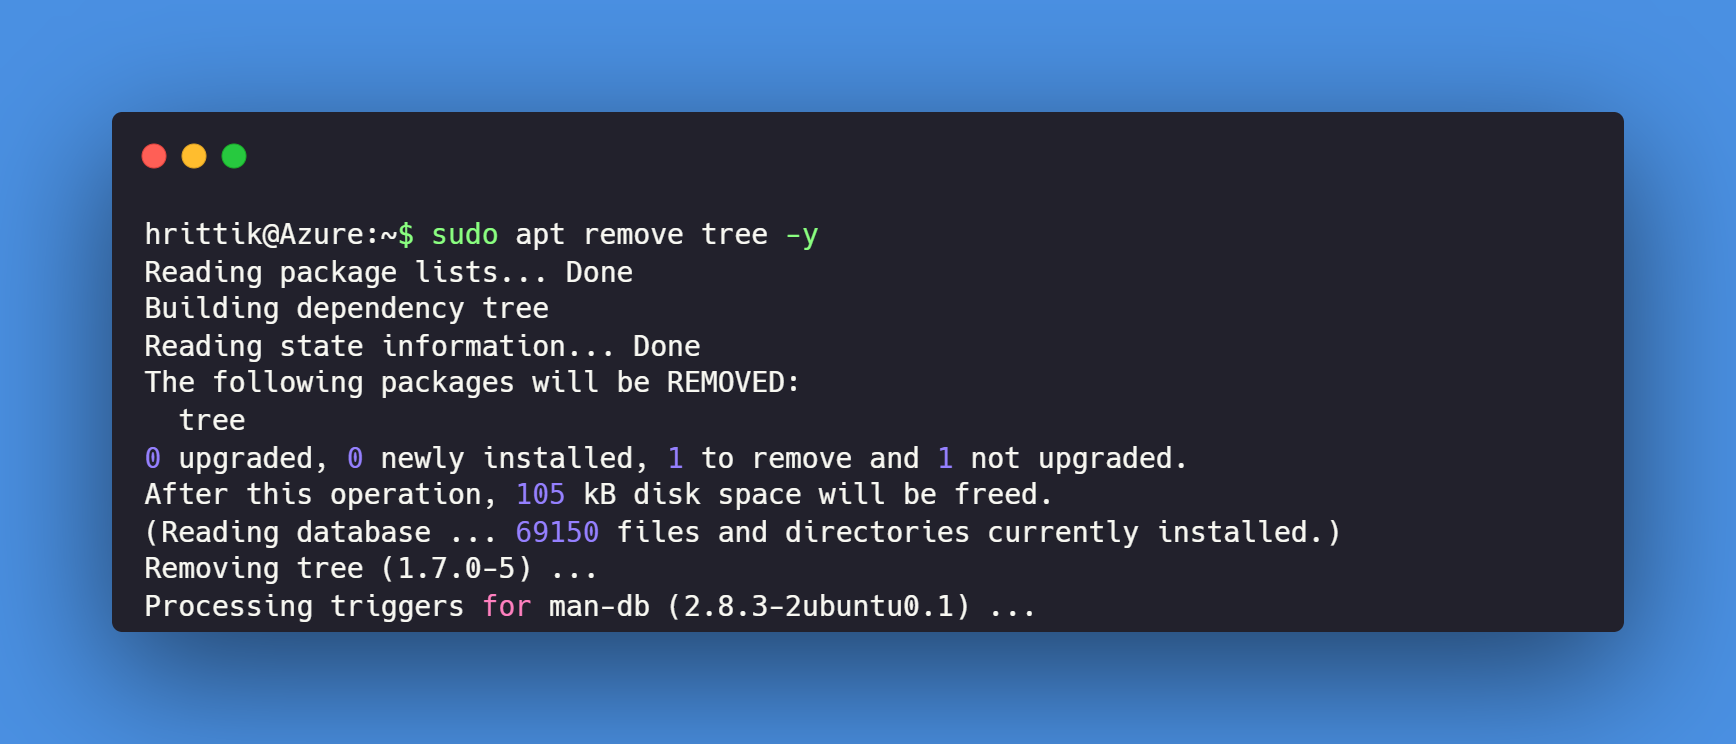 hrittik@Azure:~$ sudo apt remove tree -y
Reading package lists... Done
Building dependency tree
Reading state information... Done
The following packages will be REMOVED:
  tree
0 upgraded, 0 newly installed, 1 to remove and 1 not upgraded.
After this operation, 105 kB disk space will be freed.
(Reading database ... 69150 files and directories currently installed.)
Removing tree (1.7.0-5) ...
Processing triggers for man-db (2.8.3-2ubuntu0.1) ...